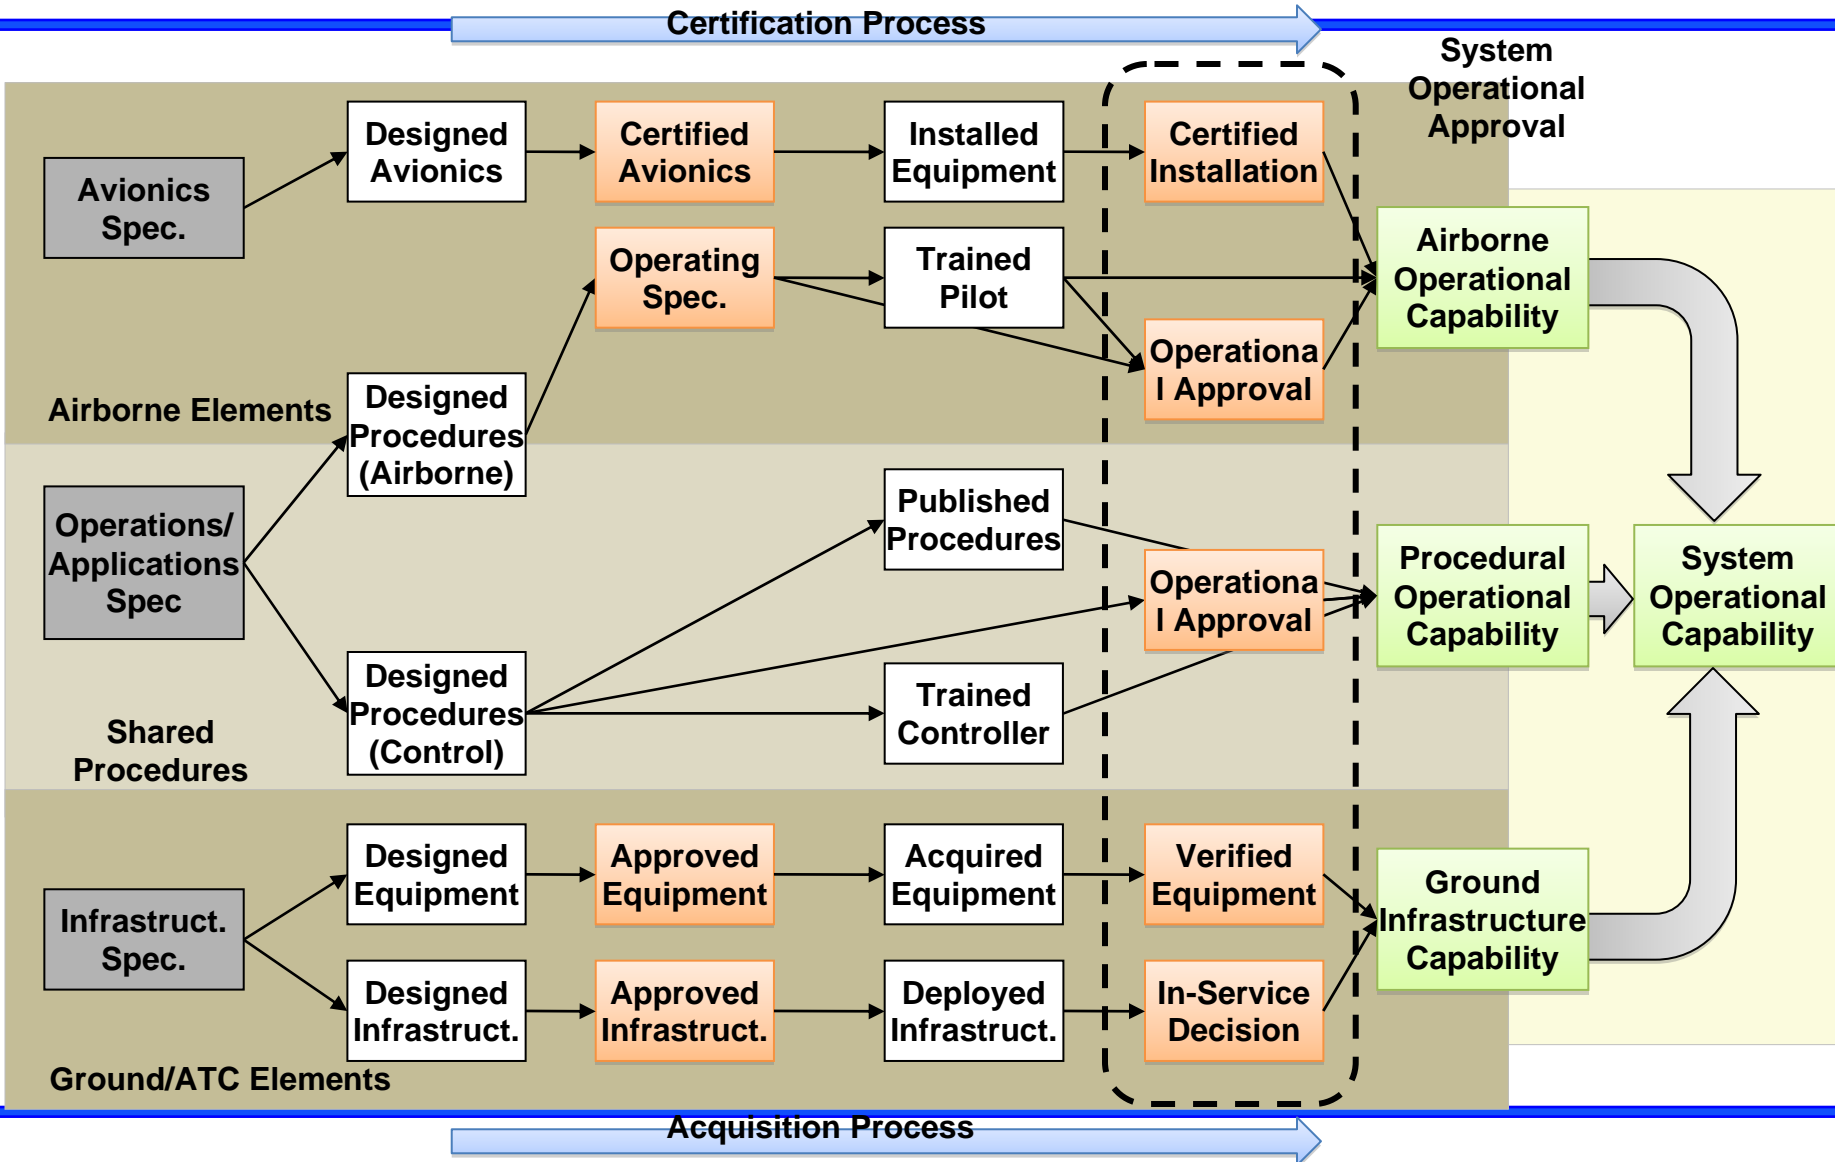 Certification Process
System
Operational
Approval
Designed
Avionics
Certified
Avionics
Installed
Equipment
Certified
Installation
Avionics
Spec.
Operating
Spec.
Trained
Pilot
Airborne
Operational
Capability
Operationa
l Approval
Airborne Elements
Designed
Procedures
(Airborne)
Operations/
Applications
Spec
Published
Procedures
Operationa
l Approval
Procedural
Operational
Capability
System
Operational
Capability
Designed
Procedures
(Control)
Trained
Controller
Shared
Procedures
Designed
Equipment
Approved
Equipment
Acquired
Equipment
Verified
Equipment
Infrastruct.
Spec.
Ground
Infrastructure
Capability
Designed
Infrastruct.
Approved
Infrastruct.
Deployed
Infrastruct.
In-Service
Decision
Ground/ATC Elements
Acquisition Process